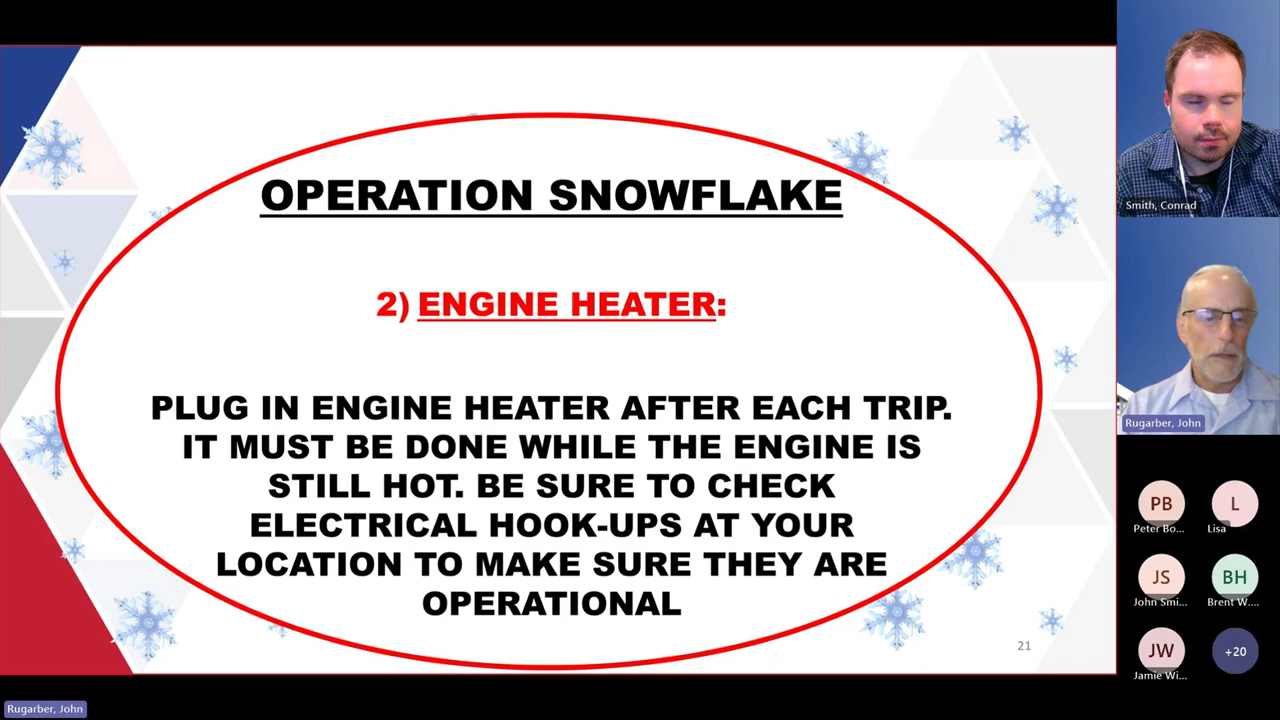 OPERATION SNOWFLAKE
2) ENGINE HEATER:
PLUG IN ENGINE HEATER AFTER EACH TRIP.
IT MUST BE DONE WHILE THE ENGINE IS
STILL HOT. BE SURE TO CHECK
ELECTRICAL HOOK-UPS AT YOUR
LOCATION TO MAKE SURE THEY ARE
OPERATIONAL
21
Smith, Conrad
Rugarber, John
PB
Peter Bo...
L
Lisa
JS
John Smi...
BH
Brent W....
JW
Jamie Wi...
+20
Rugarber, John